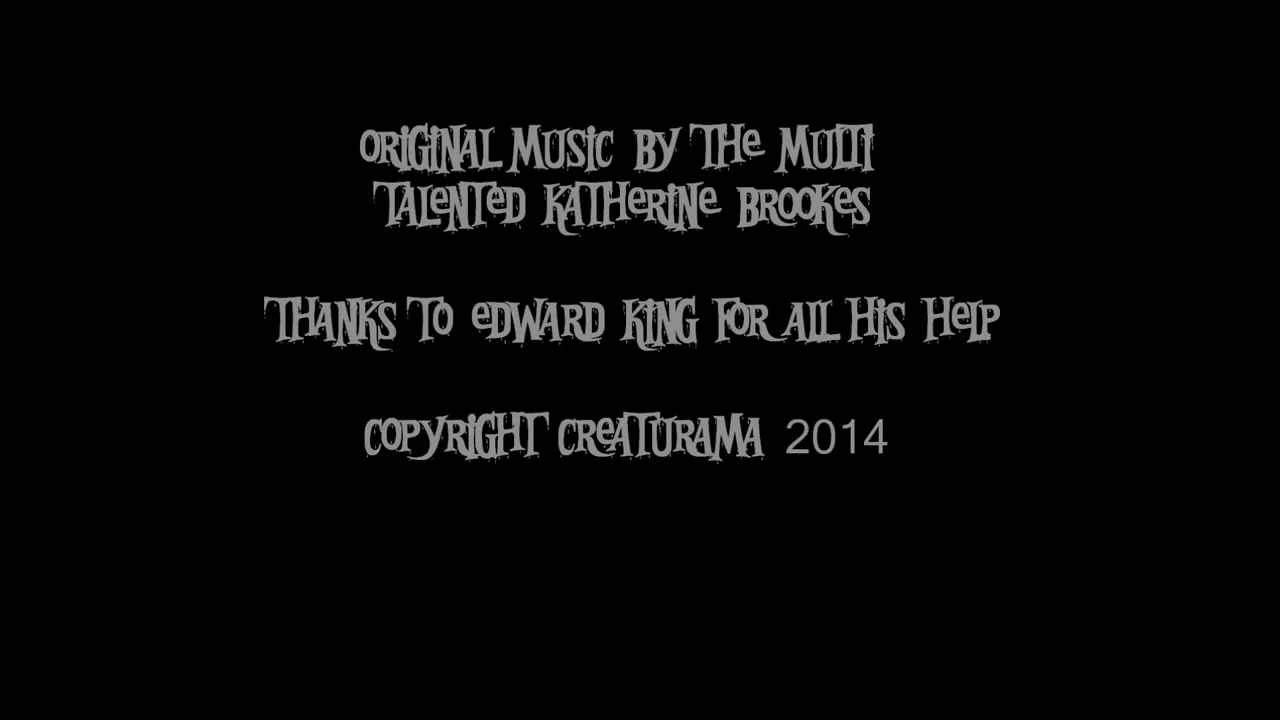 ORIGINAL MUSIC BY THE MULTI
TALENTED KATHERINE BROOKES
THANKS TO EDWARD KING FOR ALL HIS HELP
COPYRIGHT CREATURAMA 2014